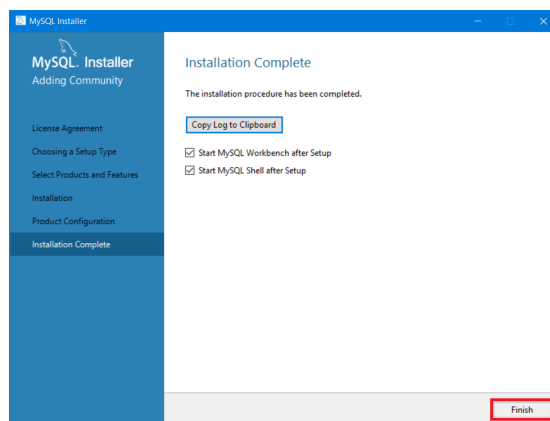 MySQL Installer
MySQL. Installer
Adding Community
License Agreement
Choosing a Setup Type
Select Products and Features
Installation
Product Configuration
Installation Complete
Installation Complete
The installation procedure has been completed.
Copy Log to Clipboard
Start MySQL Workbench after Setup
Start MySQL Shell after Setup
Finish